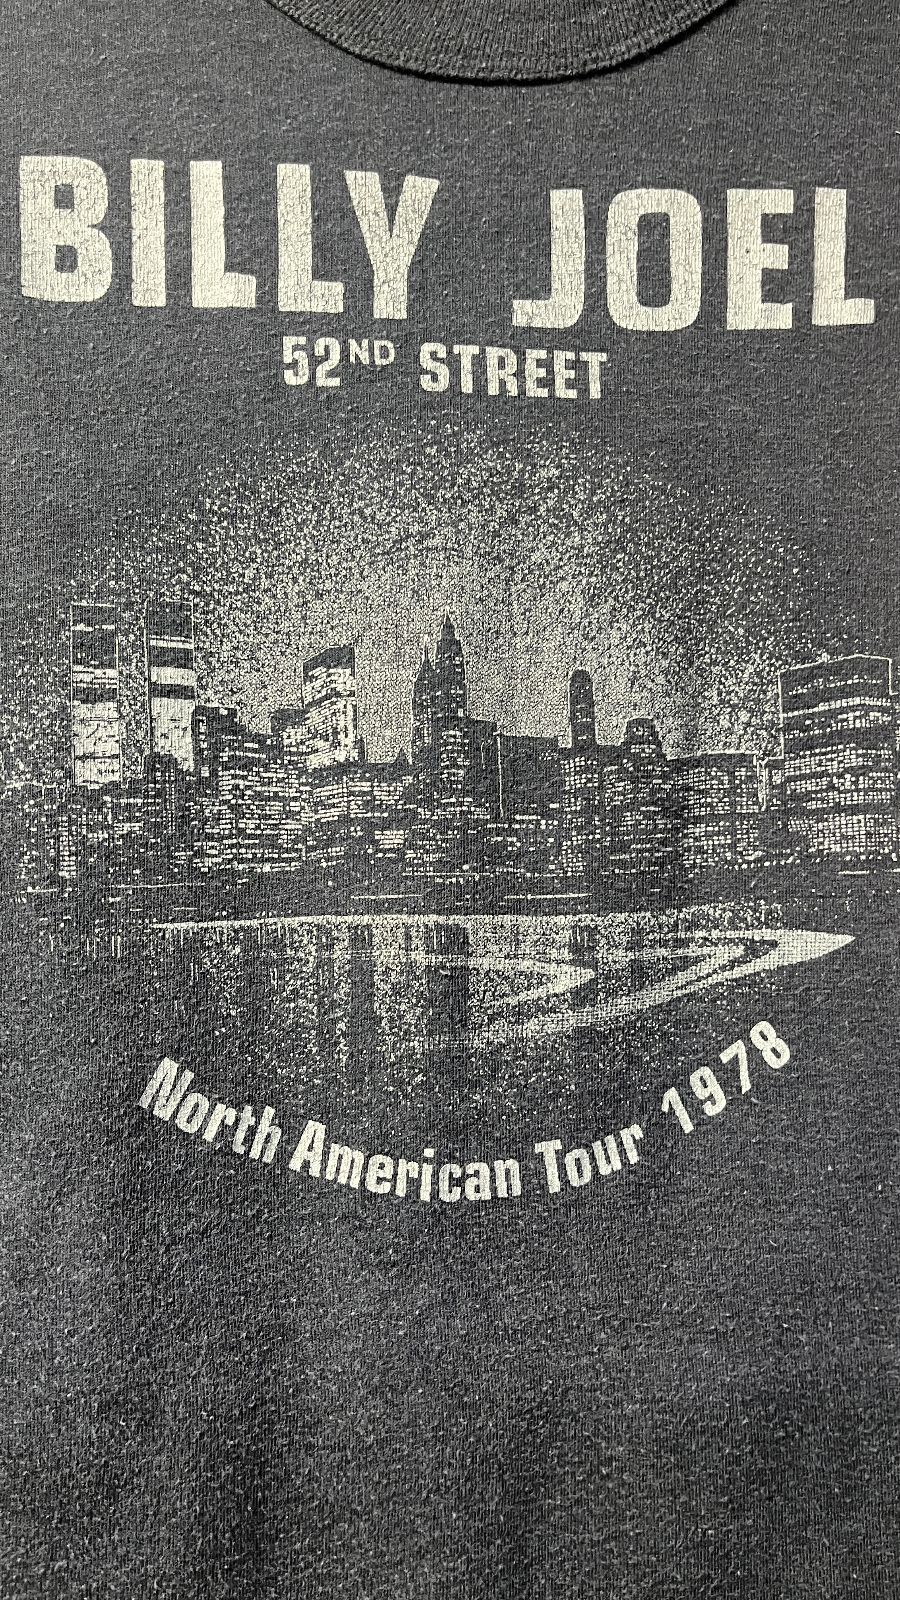 BILLY JOEL
52ND STREET
North American Tour 1978